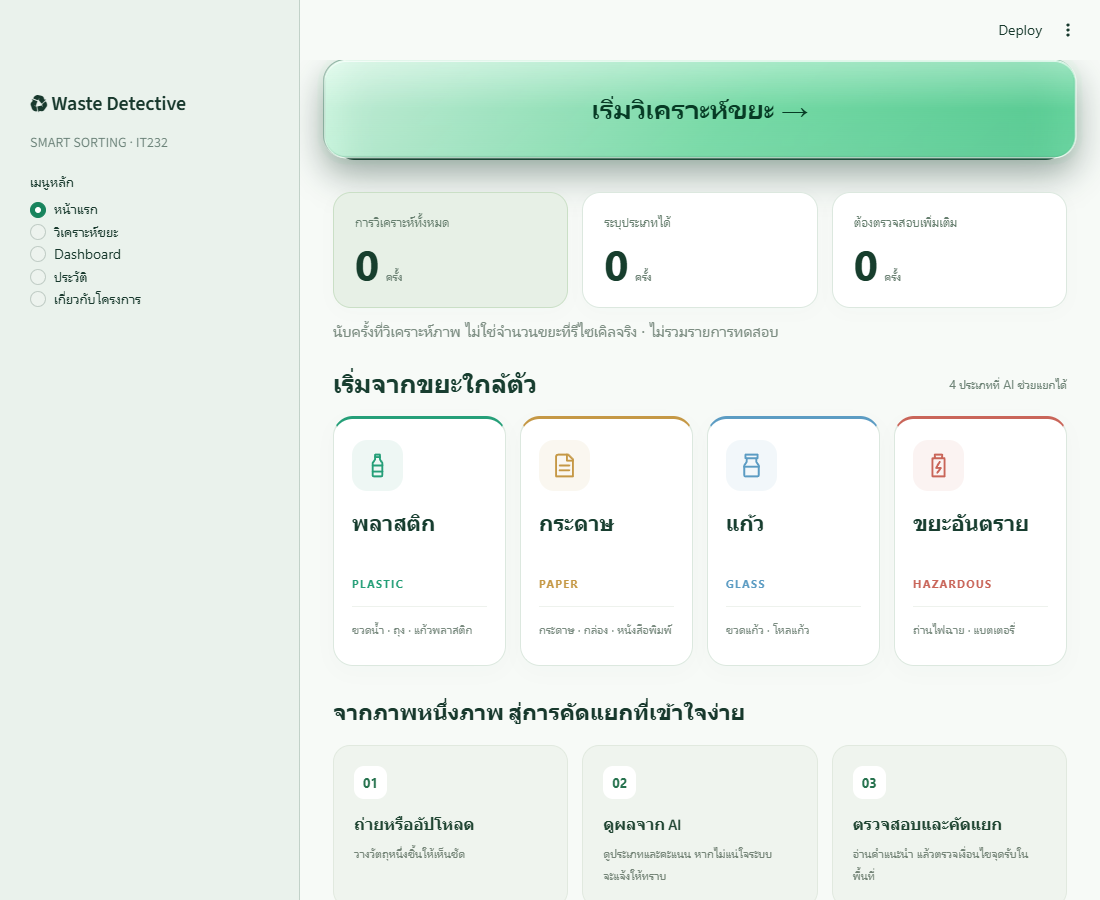 Deploy
Waste Detective
SMART SORTING · IT232
เมนูหลัก
หน้าแรก
วิเคราะห์ขยะ
Dashboard
ประวัติ
เกี่ยวกับโครงการ
เริ่มวิเคราะห์ขยะ →
การวิเคราะห์ทั้งหมด
0 ครั้ง
ระบุประเภทได้
0 ครั้ง
ต้องตรวจสอบเพิ่มเติม
0 ครั้ง
นับครั้งที่วิเคราะห์ภาพ ไม่ใช่จำนวนขยะที่รีไซเคิลจริง · ไม่รวมรายการทดสอบ
เริ่มจากขยะใกล้ตัว
4 ประเภทที่ AI ช่วยแยกได้
พลาสติก
PLASTIC
ขวดน้ำ · ถุง · แก้วพลาสติก
กระดาษ
PAPER
กระดาษ · กล่อง · หนังสือพิมพ์
แก้ว
GLASS
ขวดแก้ว · โหลแก้ว
ขยะอันตราย
HAZARDOUS
ถ่านไฟฉาย · แบตเตอรี่
จากภาพหนึ่งภาพ สู่การคัดแยกที่เข้าใจง่าย
01
ถ่ายหรืออัปโหลด
วางวัตถุหนึ่งชิ้นให้เห็นชัด
02
ดูผลจาก AI
ดูประเภทและคะแนน หากไม่แน่ใจระบบ
จะแจ้งให้ทราบ
03
ตรวจสอบและคัดแยก
อ่านคำแนะนำ แล้วตรวจเงื่อนไขจุดรับใน
พื้นที่